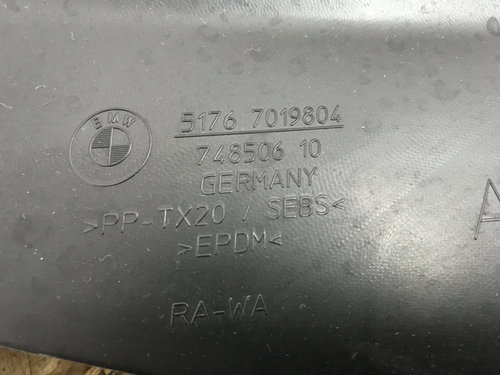 BMW
5176 7019804
748506 10
GERMANY
>PP-TX20 / SEBS<
>EPDM<
RA-WA